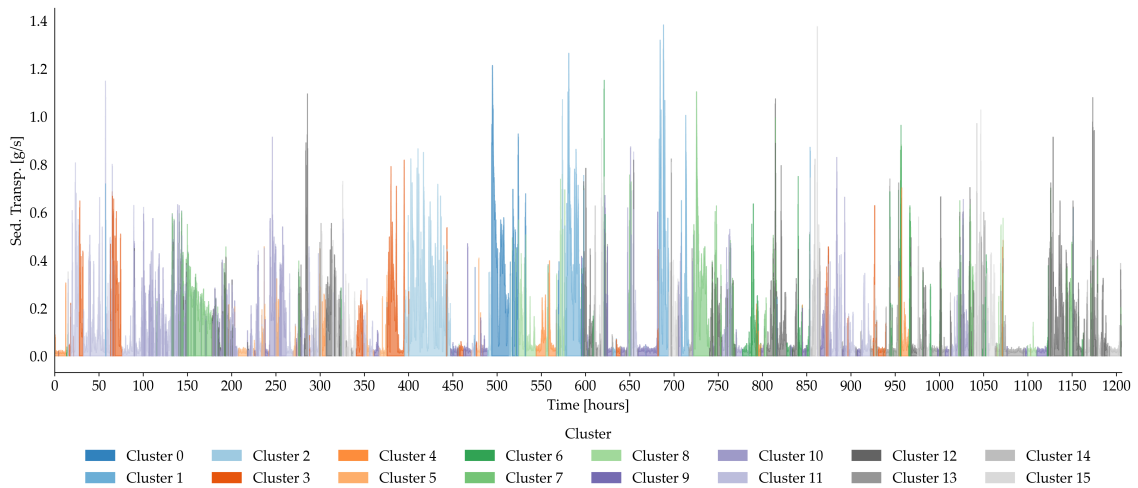 1.4
1.2
1.0
0.8
0.6
0.4
0.2
0.0
Sed. Transp. [g/s]
0 50 100 150 200 250 300 350 400 450 500 550 600 650 700 750 800 850 900 950 1000 1050 1100 1150 1200
Time [hours]
Cluster
Cluster 0 Cluster 2 Cluster 4 Cluster 6 Cluster 8 Cluster 10 Cluster 12 Cluster 14
Cluster 1 Cluster 3 Cluster 5 Cluster 7 Cluster 9 Cluster 11 Cluster 13 Cluster 15